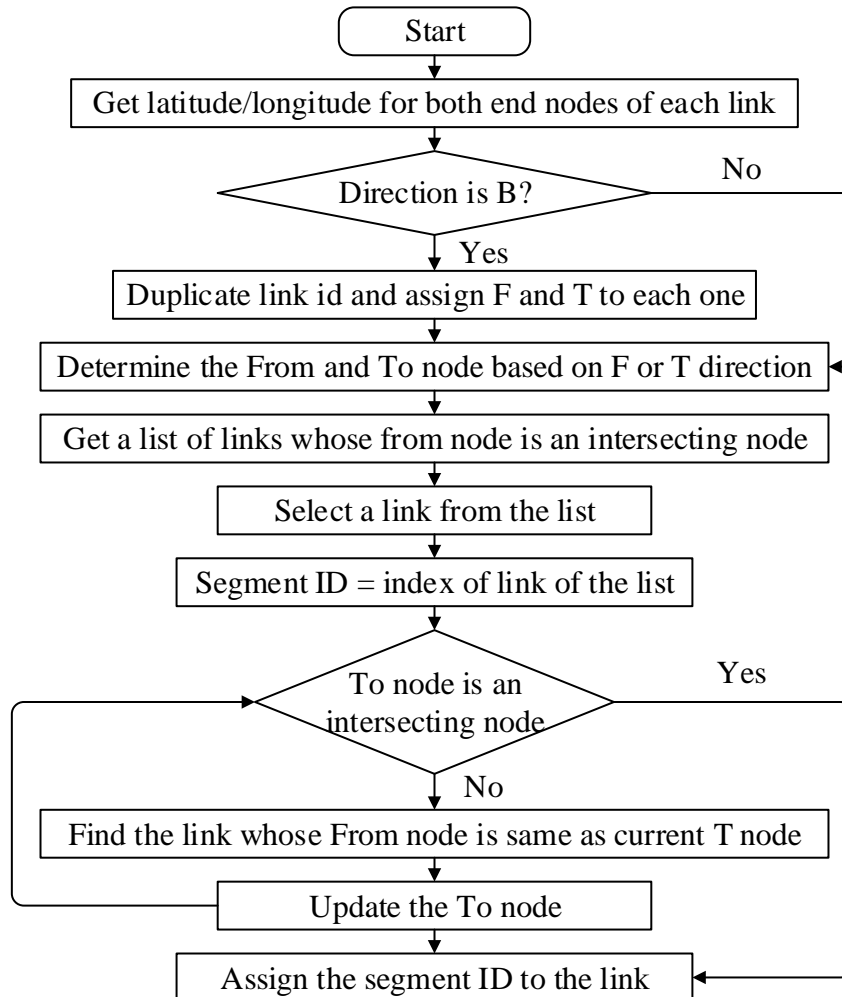 Start
Get latitude/longitude for both end nodes of each link
Direction is B?
No
Yes
Duplicate link id and assign F and T to each one
Determine the From and To node based on F or T direction
Get a list of links whose from node is an intersecting node
Select a link from the list
Segment ID = index of link of the list
To node is an
intersecting node
Yes
No
Find the link whose From node is same as current T node
Update the To node
Assign the segment ID to the link